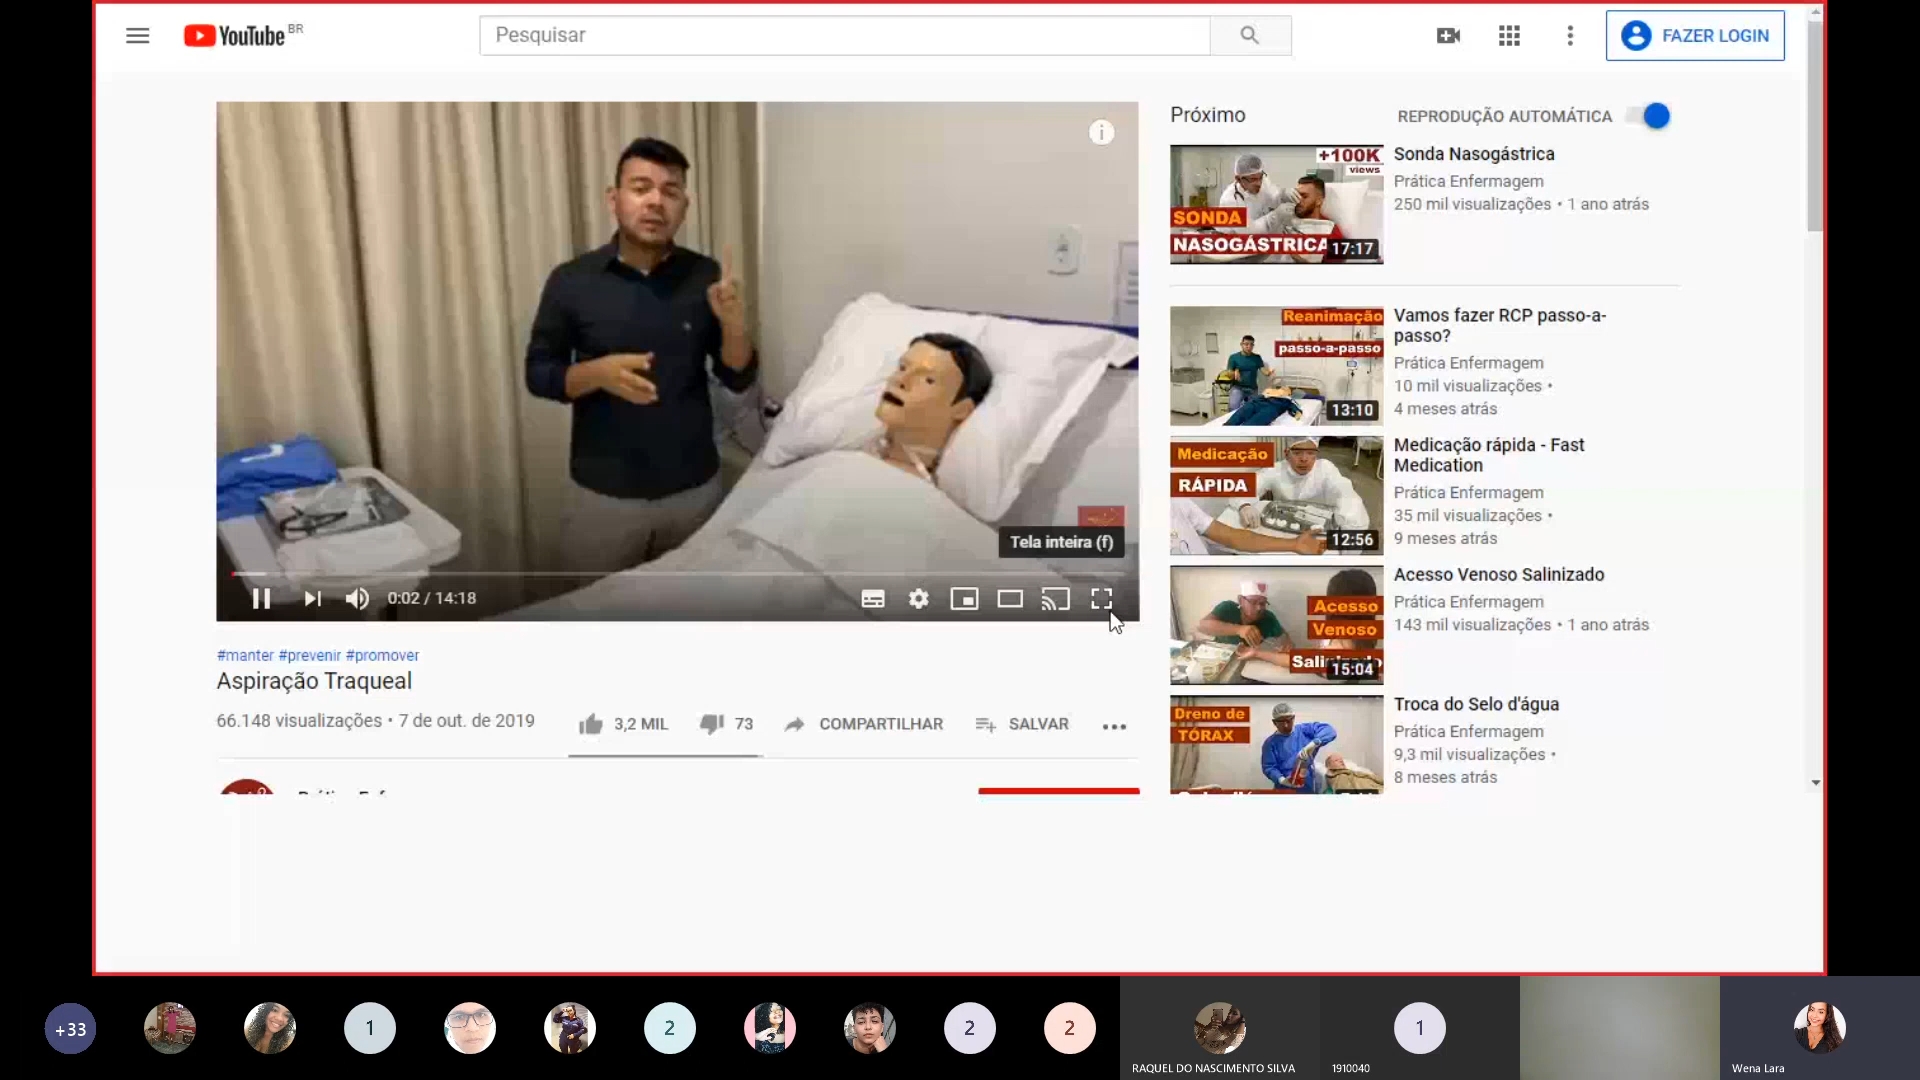 YouTube BR
Pesquisar
FAZER LOGIN
Próximo
REPRODUÇÃO AUTOMÁTICA
+100K
views
SONDA
NASOGÁSTRICA
17:17
Sonda Nasogástrica
Prática Enfermagem
250 mil visualizações • 1 ano atrás
Reanimação
passo-a-passo
13:10
Vamos fazer RCP passo-a-
passo?
Prática Enfermagem
10 mil visualizações •
4 meses atrás
Medicação
RÁPIDA
12:56
Medicação rápida - Fast
Medication
Prática Enfermagem
35 mil visualizações •
9 meses atrás
Acesso
Venoso
Salinizado
15:04
Acesso Venoso Salinizado
Prática Enfermagem
143 mil visualizações • 1 ano atrás
Dreno de
TÓRAX
Troca do Selo d'água
Prática Enfermagem
9,3 mil visualizações •
8 meses atrás
Tela inteira (f)
0:02 / 14:18
#manter #prevenir #promover
Aspiração Traqueal
66.148 visualizações • 7 de out. de 2019
3,2 MIL
73
COMPARTILHAR
SALVAR
+33
1
2
2
2
1
RAQUEL DO NASCIMENTO SILVA
1910040
Wena Lara